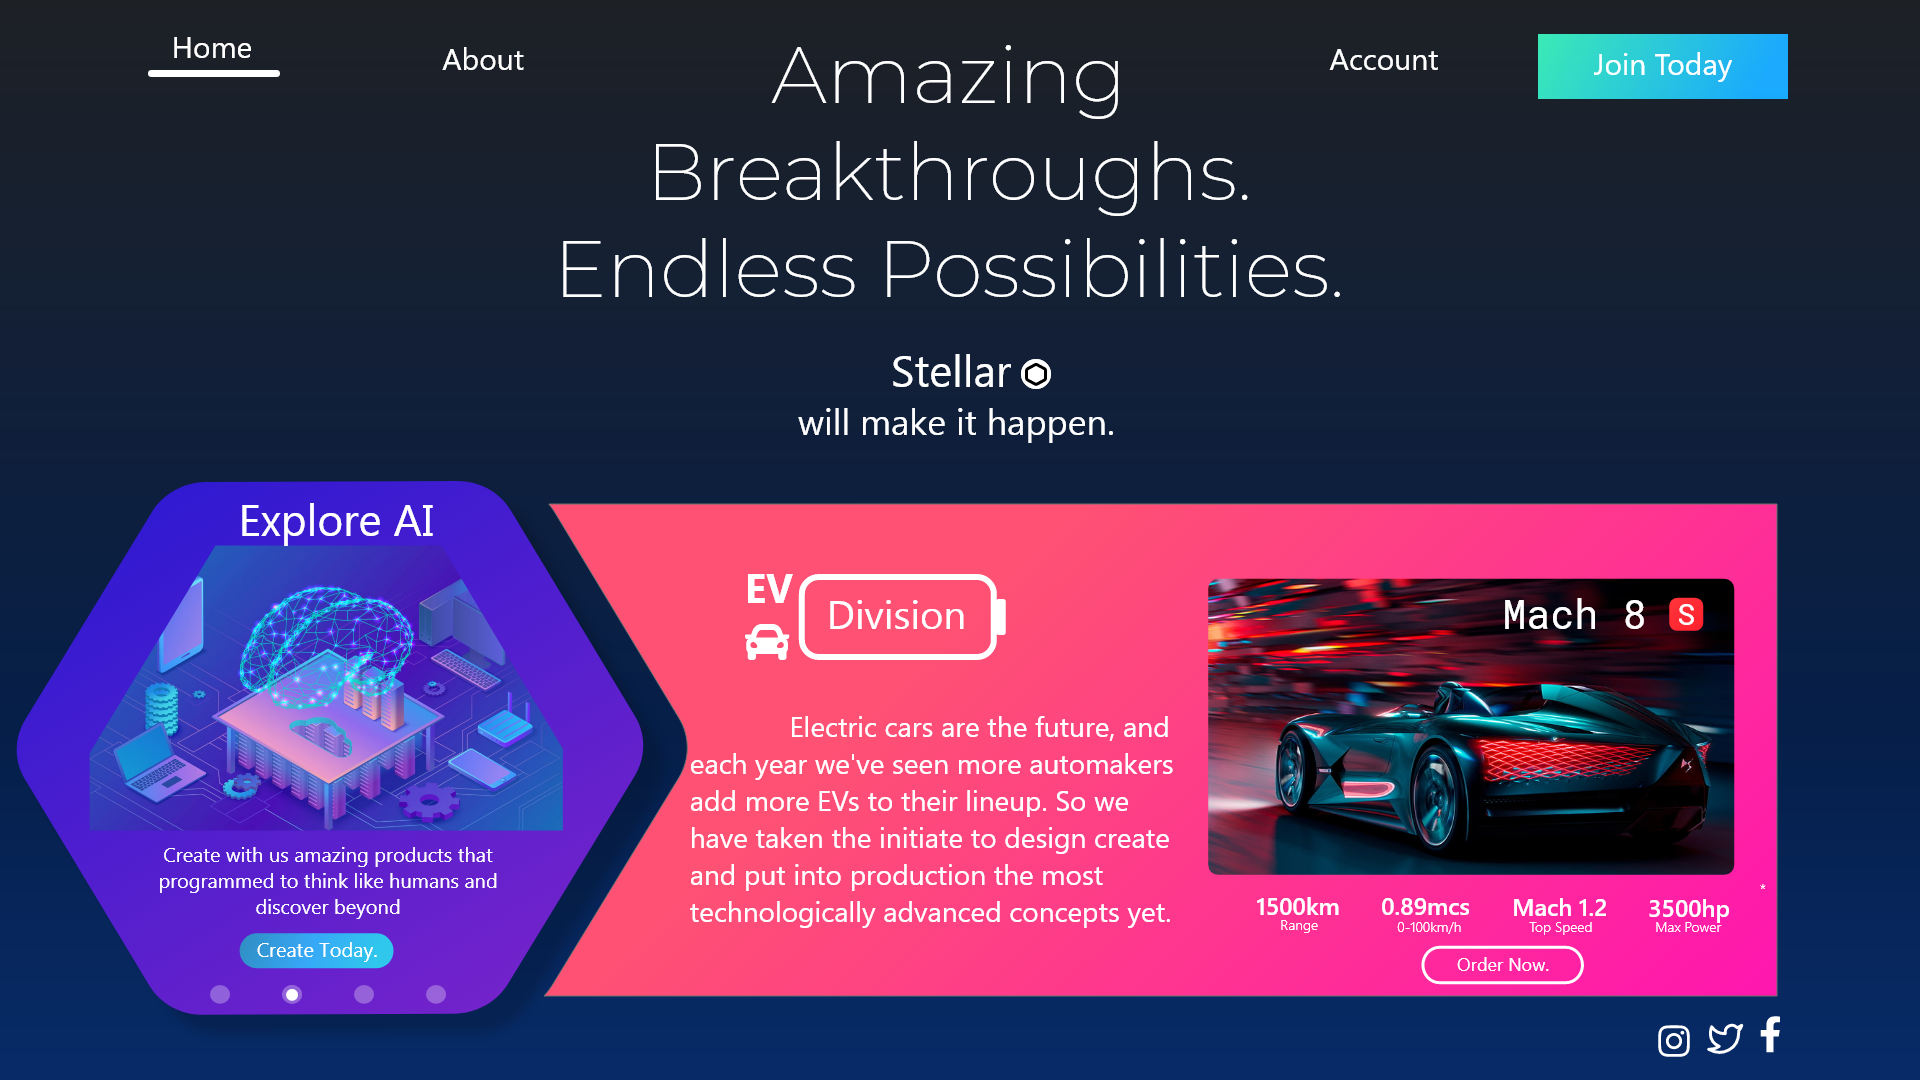 Home
About
Account
Join Today
Amazing
Breakthroughs.
Endless Possibilities.
Stellar
will make it happen.
Explore AI
Create with us amazing products that
programmed to think like humans and
discover beyond
Create Today.
EV
Division
Electric cars are the future, and
each year we've seen more automakers
add more EVs to their lineup. So we
have taken the initiate to design create
and put into production the most
technologically advanced concepts yet.
Mach 8 S
*
1500km
Range
0.89mcs
0-100km/h
Mach 1.2
Top Speed
3500hp
Max Power
Order Now.